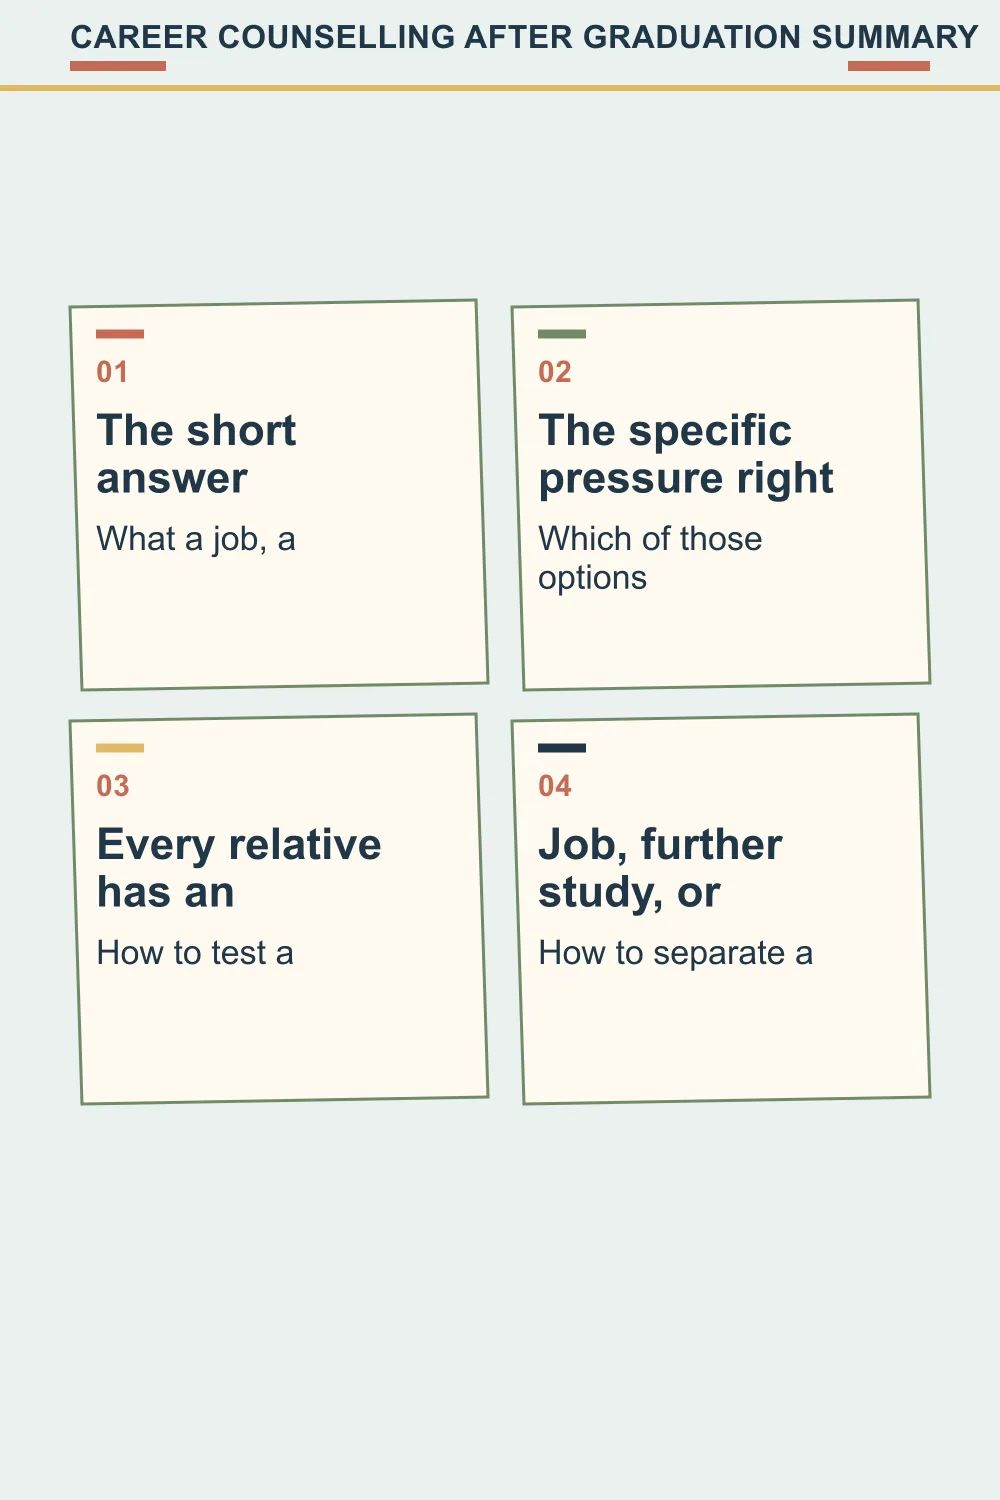 CAREER COUNSELLING AFTER GRADUATION SUMMARY
01
The short
answer
What a job, a
02
The specific
pressure right
Which of those
options
03
Every relative
has an
How to test a
04
Job, further
study, or
How to separate a